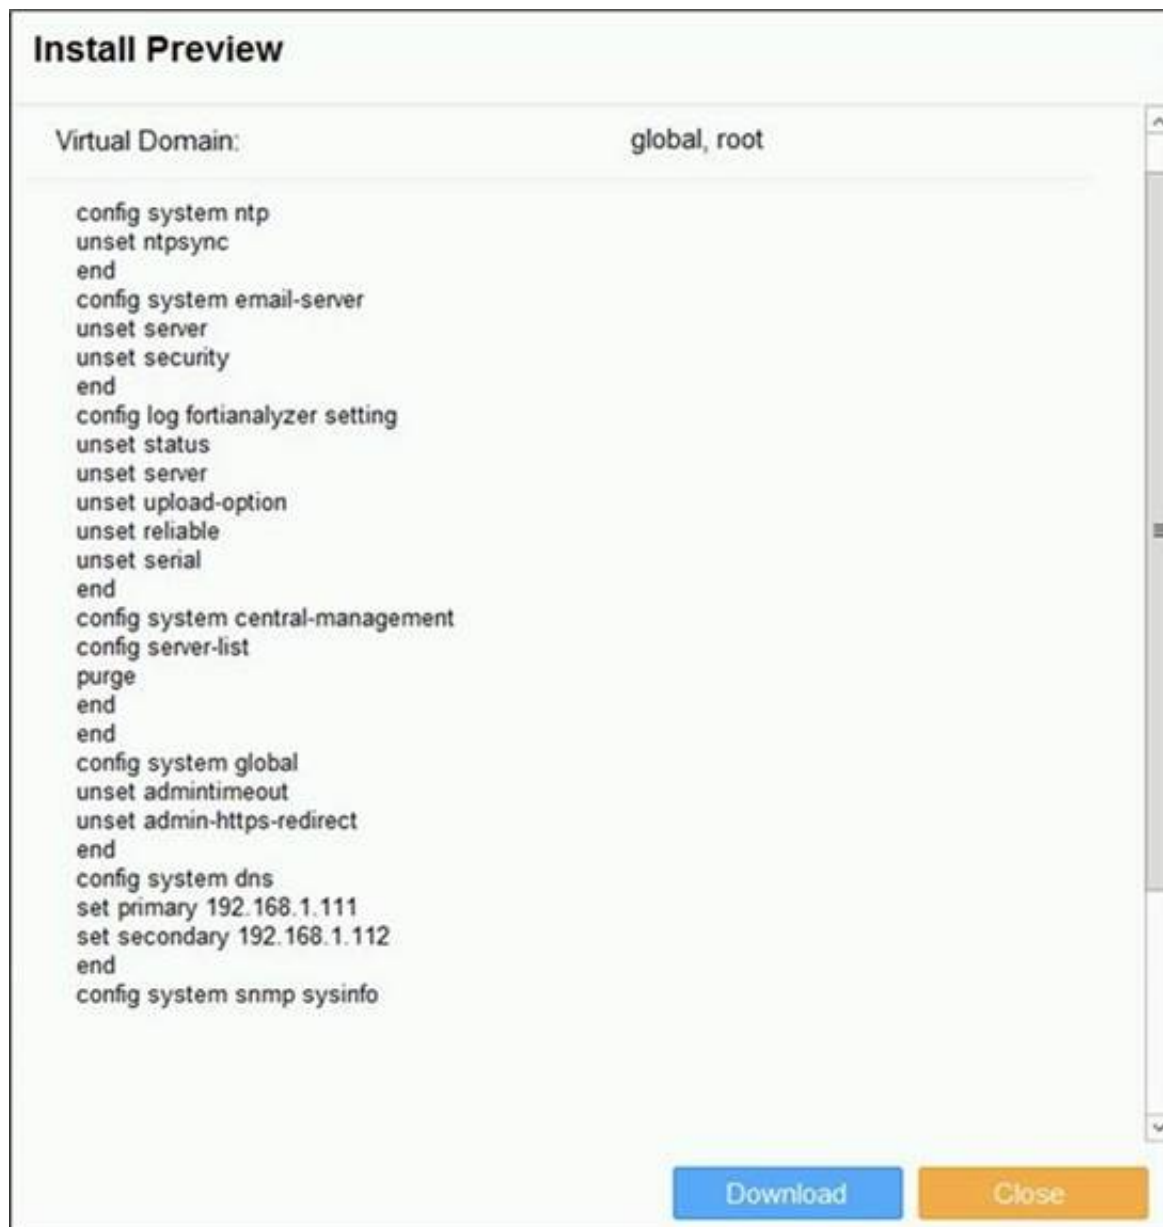 Install Preview
Virtual Domain: global, root
config system ntp
unset ntpsync
end
config system email-server
unset server
unset security
end
config log fortianalyzer setting
unset status
unset server
unset upload-option
unset reliable
unset serial
end
config system central-management
config server-list
purge
end
end
config system global
unset admintimeout
unset admin-https-redirect
end
config system dns
set primary 192.168.1.111
set secondary 192.168.1.112
end
config system snmp sysinfo
Download Close